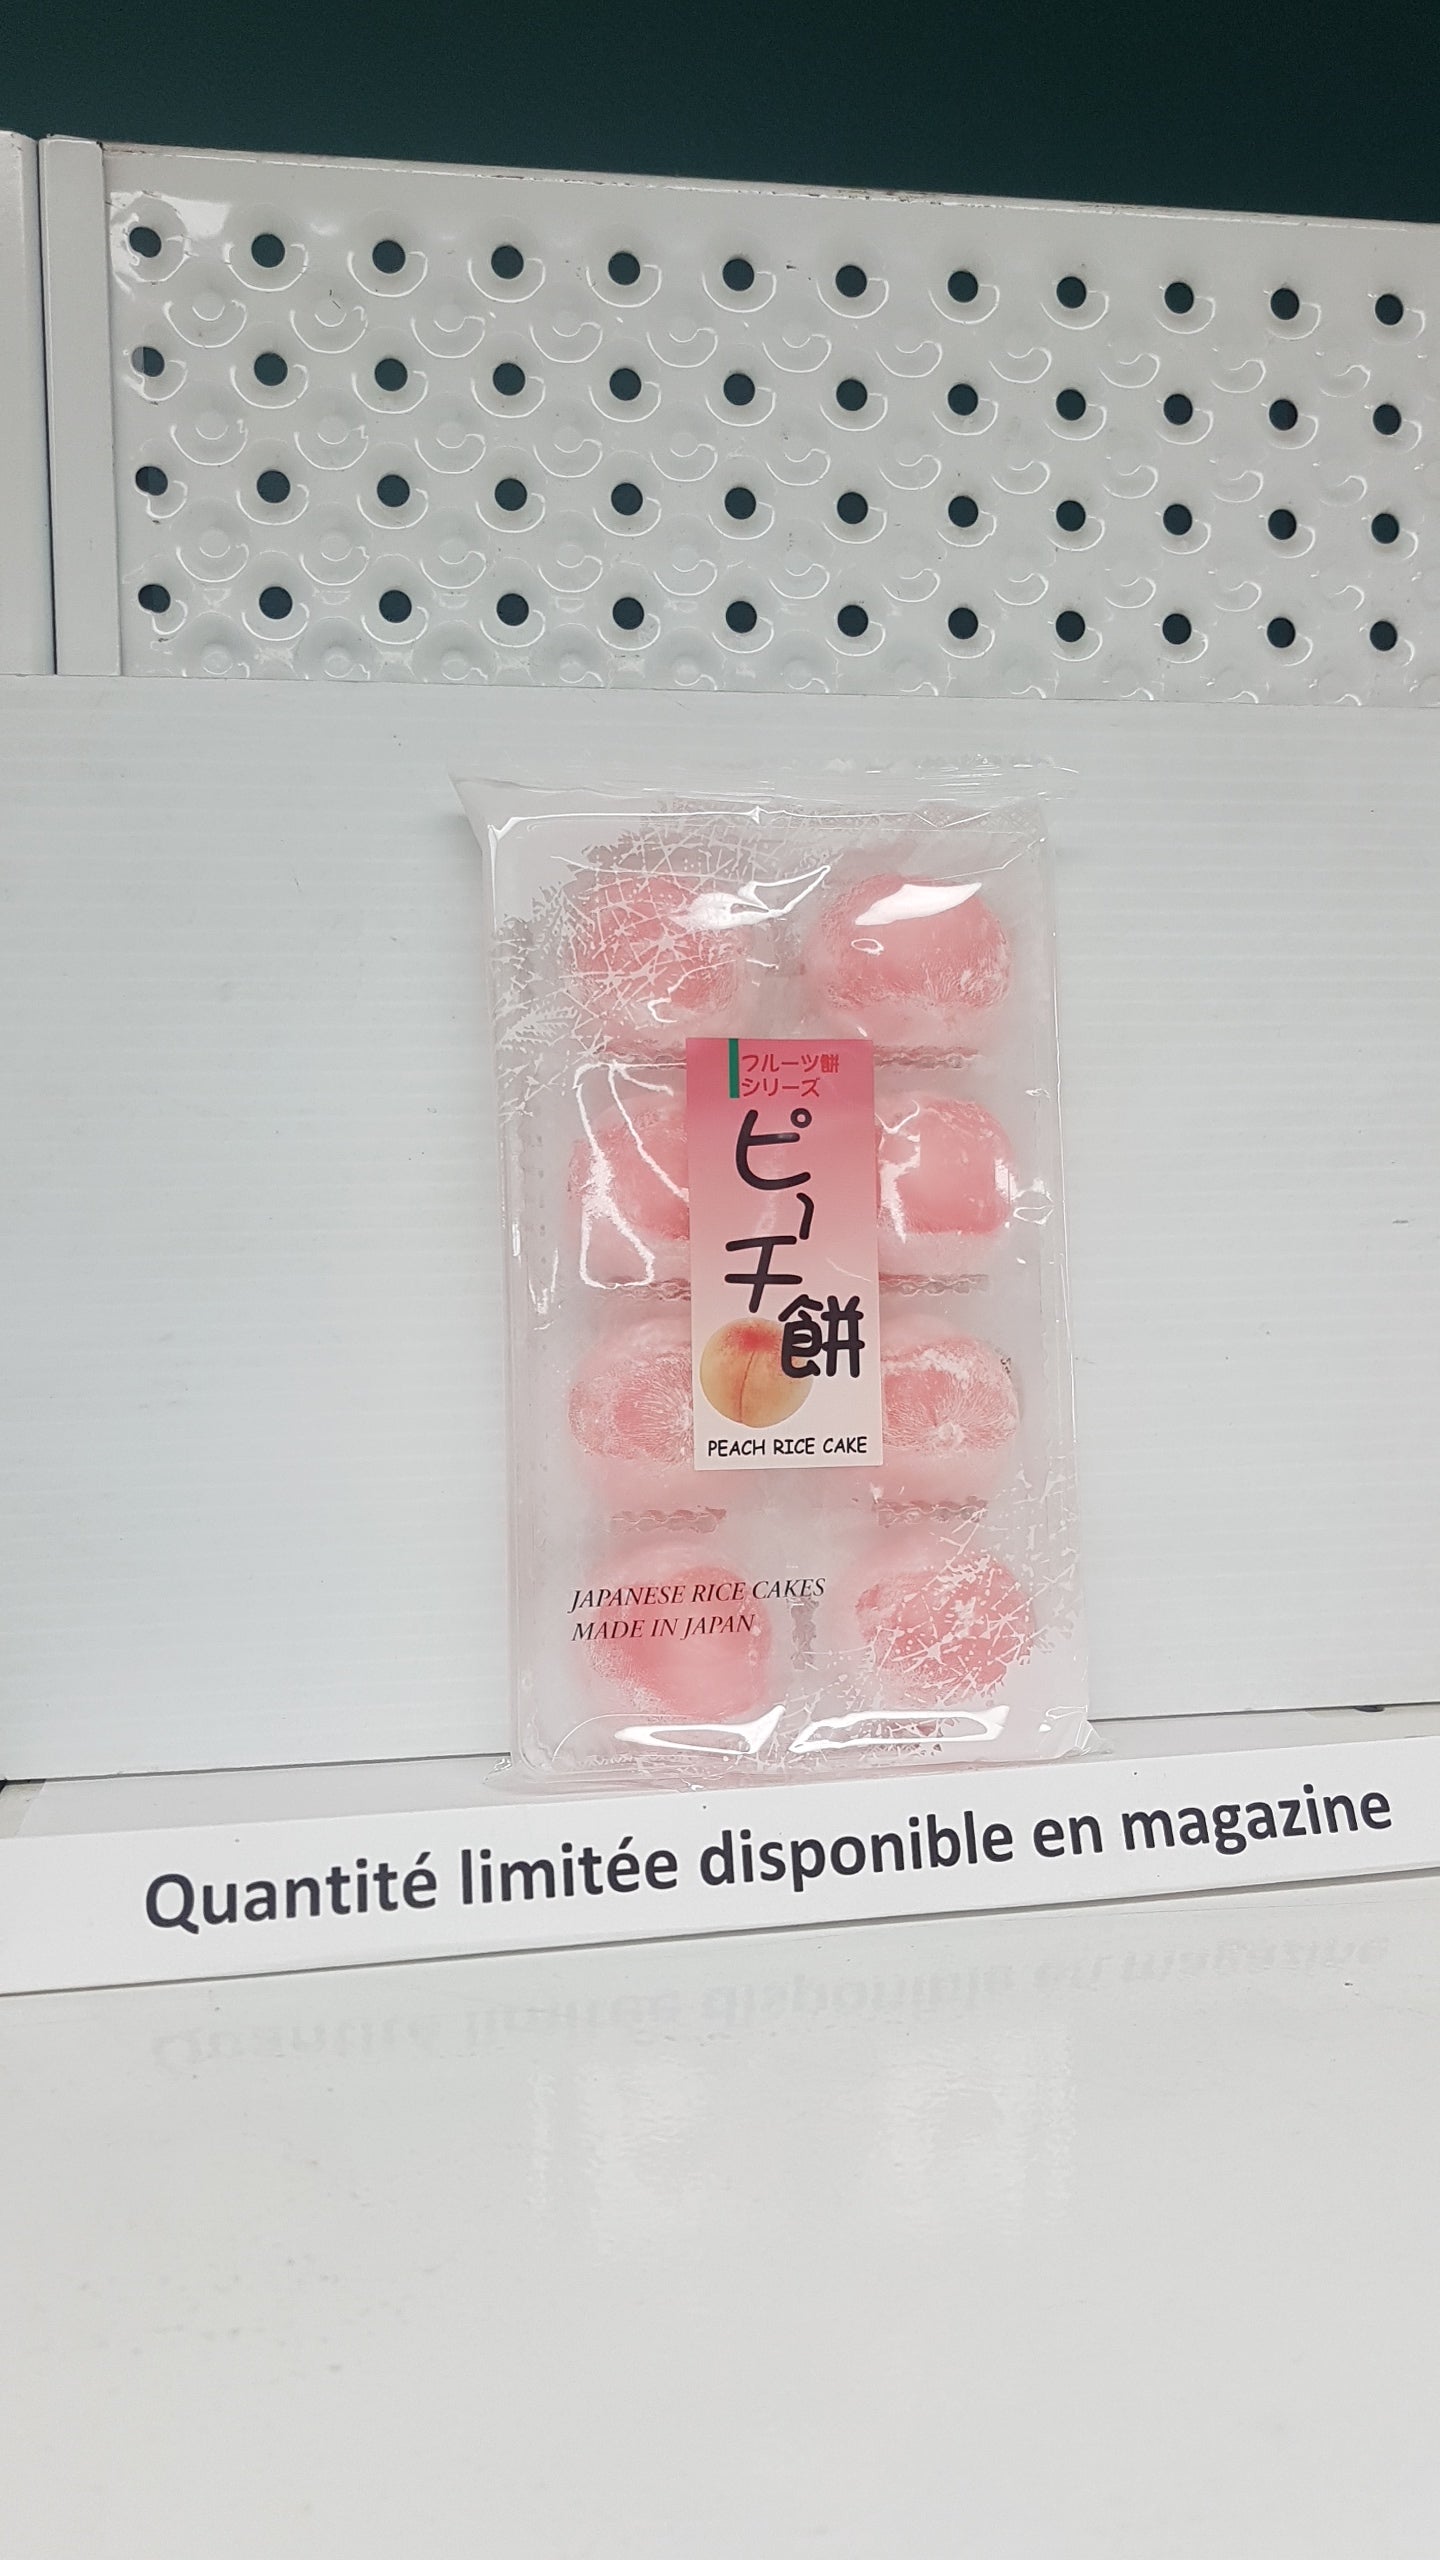 フルーツ餅
シリーズ
ピーチ餅
PEACH RICE CAKE
JAPANESE RICE CAKES
MADE IN JAPAN
Quantité limitée disponible en magazine